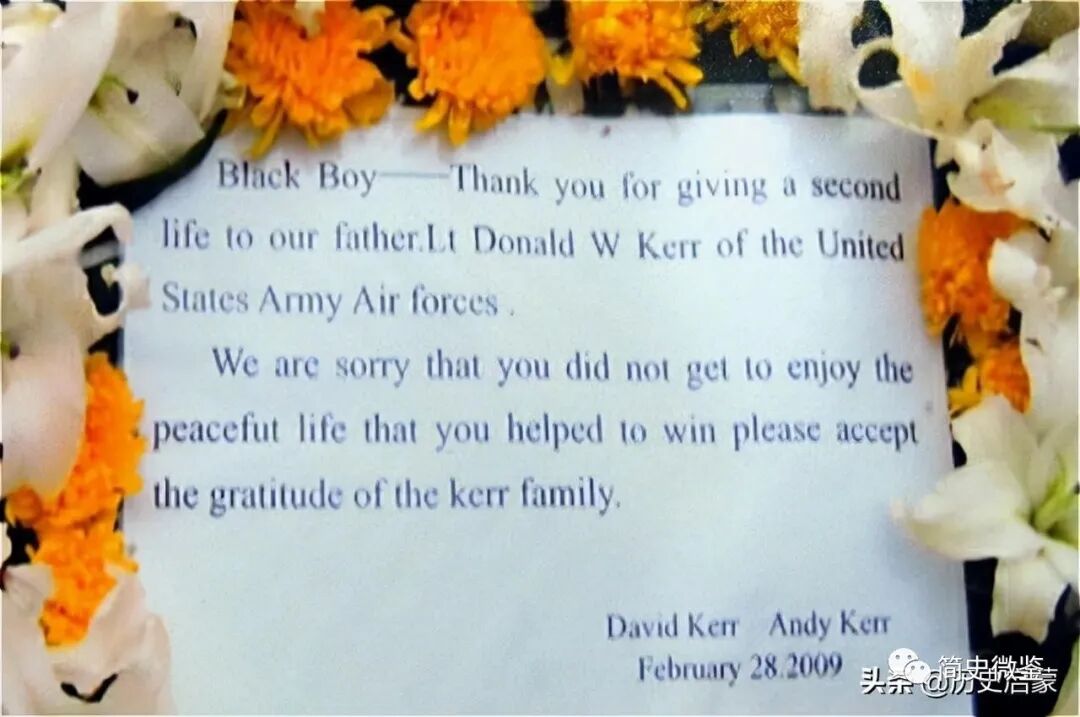 Black Boy——Thank you for giving a second
life to our father.Lt Donald W Kerr of the United
States Army Air forces .
We are sorry that you did not get to enjoy the
peacefut life that you helped to win please accept
the gratitude of the kerr family.
David Kerr Andy Kerr
February 28.2009
简史微鉴
头条 @历史启蒙